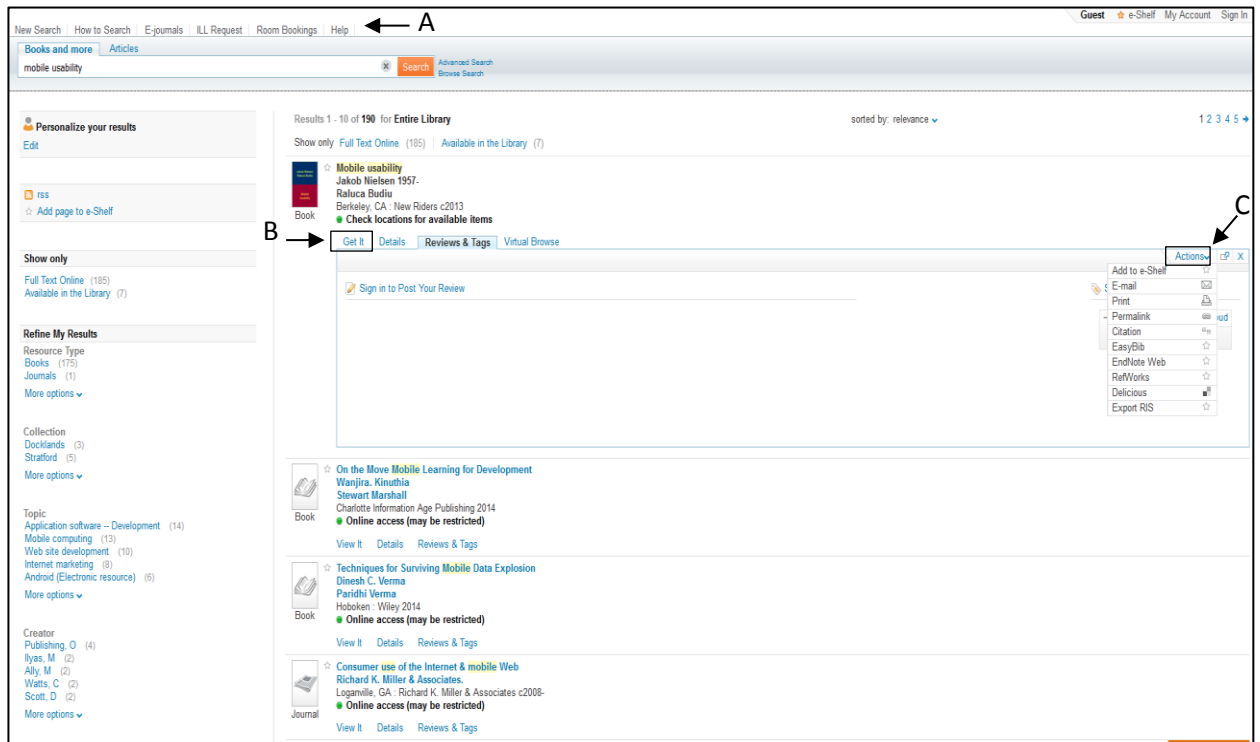 Guest e-Shelf My Account Sign In
New Search How to Search E-journals ILL Request Room Bookings Help
A
Books and more Articles
mobile usability
Search
Advanced Search
Browse Search
Personalize your results
Edit
rss
Add page to e-Shelf
Show only
Full Text Online (185)
Available in the Library (7)
Refine My Results
Resource Type
Books (175)
Journals (1)
More options
Collection
Docklands (3)
Stratford (5)
More options
Topic
Application software -- Development (14)
Mobile computing (13)
Web site development (10)
Internet marketing (8)
Android (Electronic resource) (6)
More options
Creator
Publishing, O (4)
Ilyas, M (2)
Ally, M (2)
Watts, C (2)
Scott, D (2)
More options
Results 1 - 10 of 190 for Entire Library
sorted by: relevance
1 2 3 4 5
Show only Full Text Online (185) Available in the Library (7)
Mobile usability
Jakob Nielsen 1957-
Raluca Budiu
Berkeley, CA : New Riders c2013
Book
Check locations for available items
B
C
Get It Details Reviews & Tags Virtual Browse
Actions X
Sign in to Post Your Review
Add to e-Shelf
E-mail
Print
Permalink
Citation
EasyBib
EndNote Web
RefWorks
Delicious
Export RIS
On the Move Mobile Learning for Development
Wanjira. Kinuthia
Stewart Marshall
Charlotte Information Age Publishing 2014
Book
Online access (may be restricted)
View It Details Reviews & Tags
Techniques for Surviving Mobile Data Explosion
Dinesh C. Verma
Paridhi Verma
Hoboken : Wiley 2014
Book
Online access (may be restricted)
View It Details Reviews & Tags
Consumer use of the Internet & mobile Web
Richard K. Miller & Associates.
Loganville, GA : Richard K. Miller & Associates c2008-
Online access (may be restricted)
Journal
View It Details Reviews & Tags